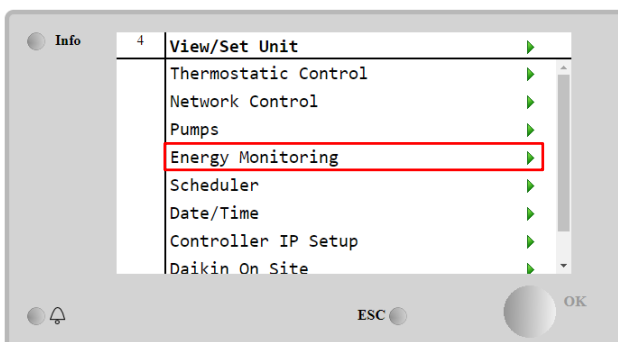 Info
4 View/Set Unit
Thermostatic Control
Network Control
Pumps
Energy Monitoring
Scheduler
Date/Time
Controller IP Setup
Daikin On Site
ESC
OK